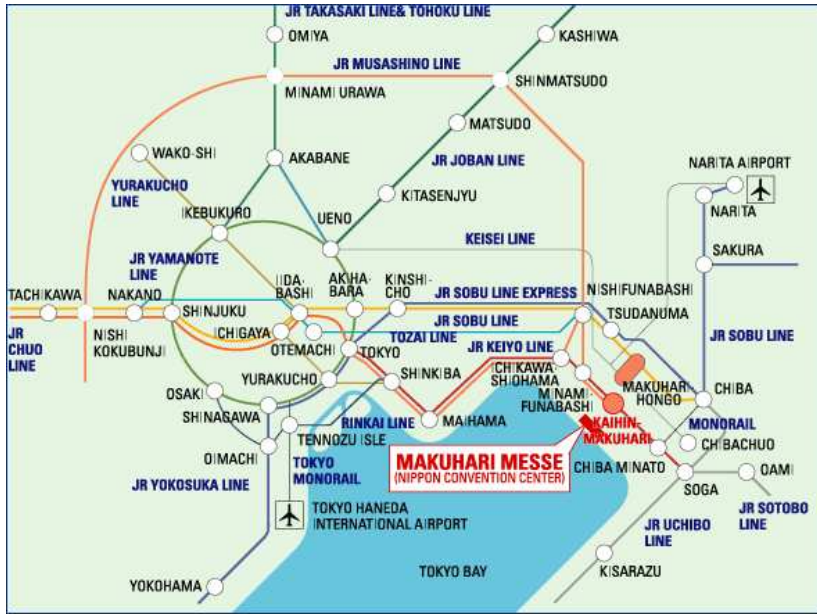 JR TAKASAKI LINE& TOHOKU LINE
OMIYA
KASHIWA
JR MUSASHINO LINE
SHINMATSUDO
MINAMI URAWA
MATSUDO
WAKO-SHI
AKABANE
JR JOBAN LINE
NARITA AIRPORT
YURAKUCHO
LINE
KITASENJYU
NARITA
IKEBUKURO
UENO
KEISEI LINE
SAKURA
JR YAMANOTE
LINE
IIDA-
BASHI
AKIHA-
BARA
KINSHI-
CHO
JR SOBU LINE EXPRESS
NISHIFUNABASHI
TACHIKAWA
NAKANO
SHINJUKU
TSUDANUMA
JR
CHUO
LINE
NISHI
KOKUBUNJI
ICHIGAYA
OTEMACHI
TOZAI LINE
JR SOBU LINE
JR SOBU LINE
TOKYO
JR KEIYO LINE
ICHIKAWA-
SHIOHAMA
MAKUHARI-
HONGO
CHIBA
OSAKI
YURAKUCHO
SHINKIBA
MINAMI-
FUNABASHI
SHINAGAWA
RINKAI LINE
MAIHAMA
KAIHIN-
MAKUHARI
MONORAIL
OIMACHI
TENNOZU ISLE
CHIBACHUO
MAKUHARI MESSE
(NIPPON CONVENTION CENTER)
CHIBA MINATO
JR YOKOSUKA LINE
TOKYO
MONORAIL
SOGA
OAMI
TOKYO HANEDA
INTERNATIONAL AIRPORT
JR UCHIBO
LINE
JR SOTOBO
LINE
YOKOHAMA
TOKYO BAY
KISARAZU